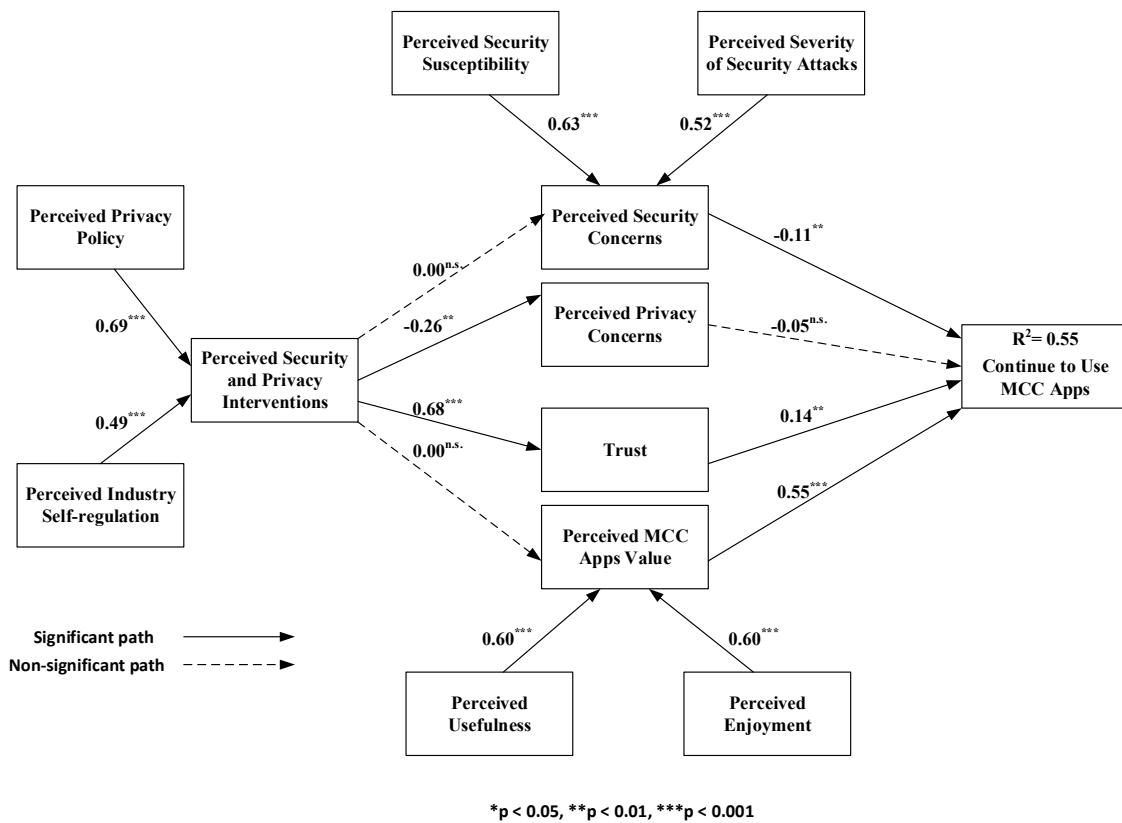 Perceived Security
Susceptibility
Perceived Severity
of Security Attacks
0.63***
0.52***
Perceived Privacy
Policy
Perceived Security
Concerns
-0.11**
0.00n.s.
Perceived Privacy
Concerns
-0.05n.s.
0.69***
-0.26**
Perceived Security
and Privacy
Interventions
R2= 0.55
Continue to Use
MCC Apps
0.68***
0.14**
0.49***
0.00n.s.
Trust
Perceived Industry
Self-regulation
0.55***
Perceived MCC
Apps Value
Significant path
Non-significant path
0.60***
0.60***
Perceived
Usefulness
Perceived
Enjoyment
*p < 0.05, **p < 0.01, ***p < 0.001